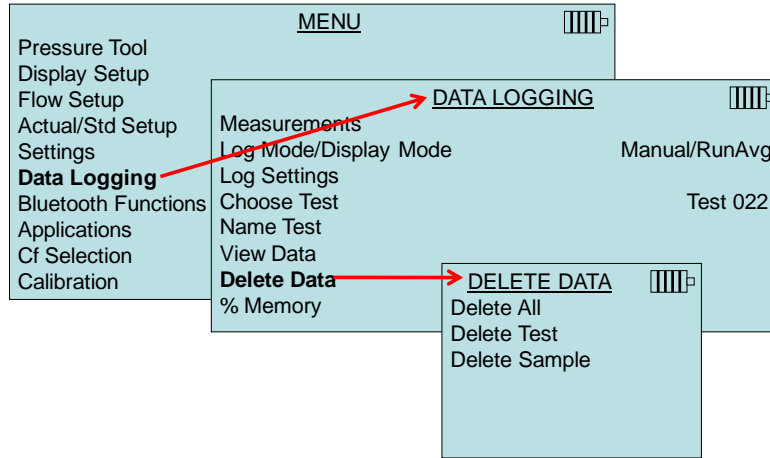 MENU
Pressure Tool
Display Setup
Flow Setup
Actual/Std Setup
Settings
Data Logging
Bluetooth Functions
Applications
Cf Selection
Calibration
DATA LOGGING
Measurements
Log Mode/Display Mode Manual/RunAvg
Log Settings
Choose Test Test 022
Name Test
View Data
Delete Data
% Memory
DELETE DATA
Delete All
Delete Test
Delete Sample